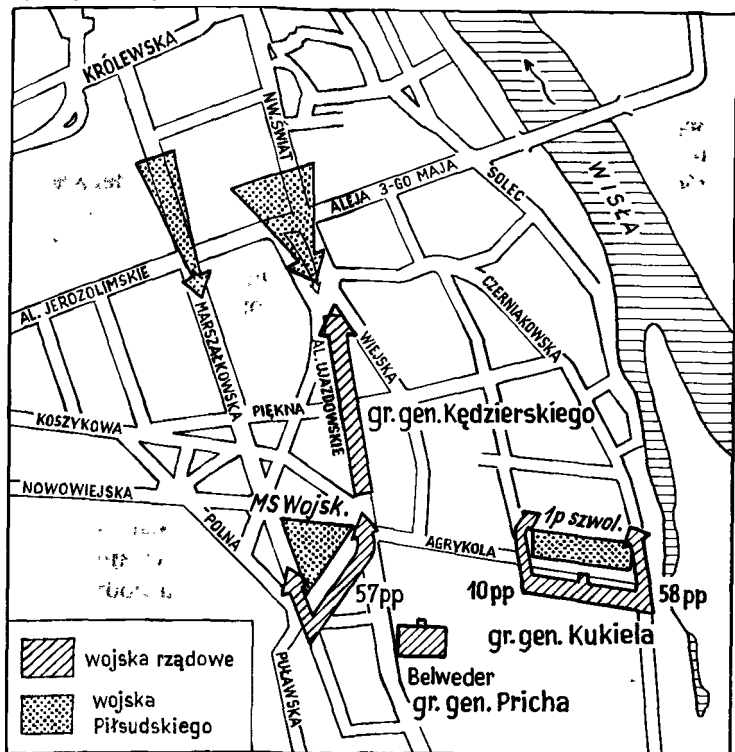 KRÓLEWSKA
NW. ŚWIAT
ALEJA 3-GO MAJA
SOLEC
WISŁA
AL. JEROZOLIMSKIE
MARSZAŁKOWSKA
CZERNIAKOWSKA
WIEJSKA
AL. UJAZDOWSKIE
PIĘKNA
KOSZYKOWA
gr. gen. Kędzierskiego
NOWOWIEJSKA
MS Wojsk.
1p szwol.
POLNA
AGRYKOLA
57pp
10pp
58pp
gr. gen. Kukiela
PUŁAWSKA
Belweder
gr. gen. Pricha
wojska rządowe
wojska
Piłsudskiego